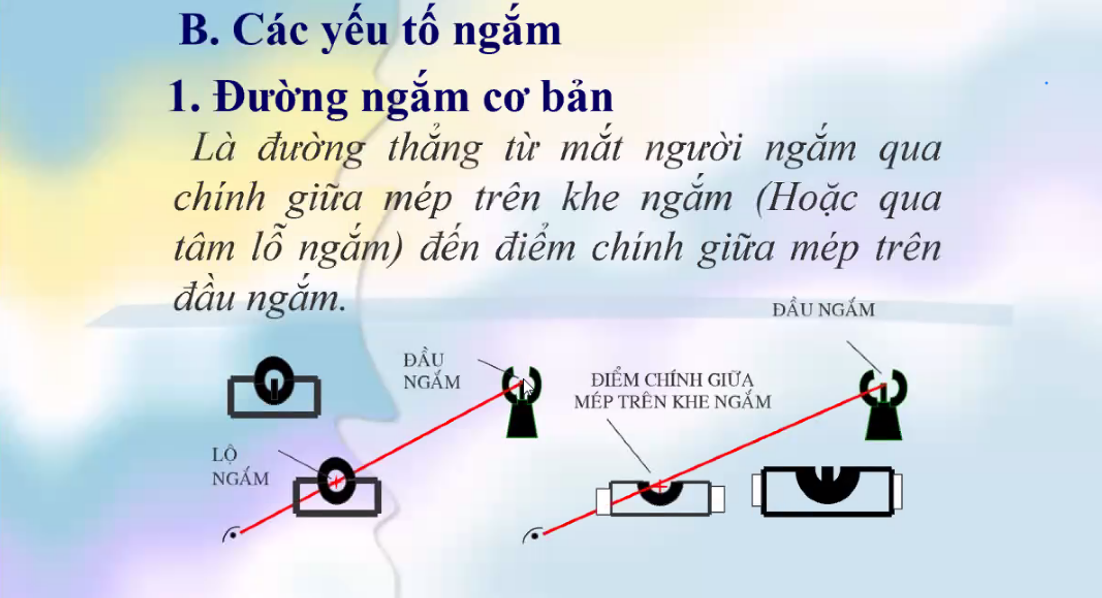 B. Các yếu tố ngắm
1. Đường ngắm cơ bản
Là đường thẳng từ mắt người ngắm qua
chính giữa mép trên khe ngắm (Hoặc qua
tâm lỗ ngắm) đến điểm chính giữa mép trên
đầu ngắm.
ĐẦU NGẮM
ĐẦU
NGẮM
ĐIỂM CHÍNH GIỮA
MÉP TRÊN KHE NGẮM
LỘ
NGẮM